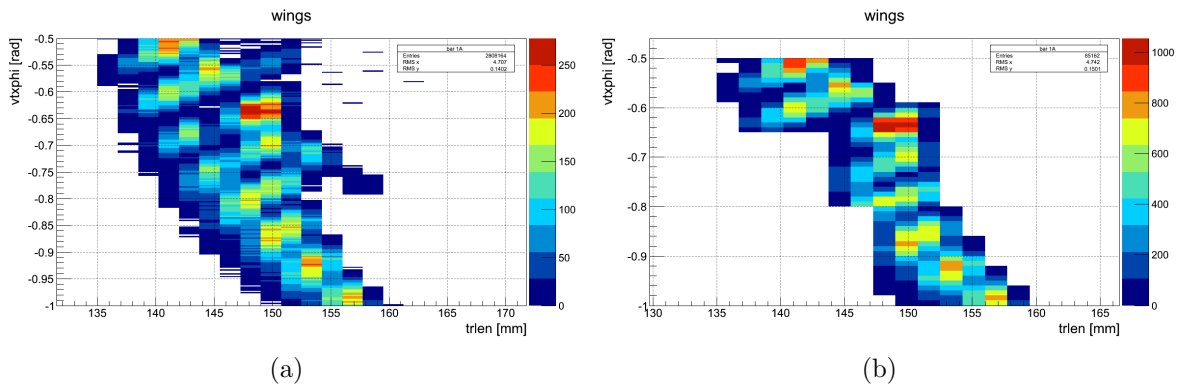 wings
vtxphi [rad]
bar 1A
Entries 2808164
RMS x 4.707
RMS y 0.1402
-0.5
-0.55
-0.6
-0.65
-0.7
-0.75
-0.8
-0.85
-0.9
-0.95
-1
135 140 145 150 155 160 165 170
trlen [mm]
250
200
150
100
50
0
(a)
wings
vtxphi [rad]
bar 1A
Entries 85182
RMS x 4.742
RMS y 0.1501
-0.5
-0.6
-0.7
-0.8
-0.9
-1
130 135 140 145 150 155 160 165
trlen [mm]
1000
800
600
400
200
0
(b)